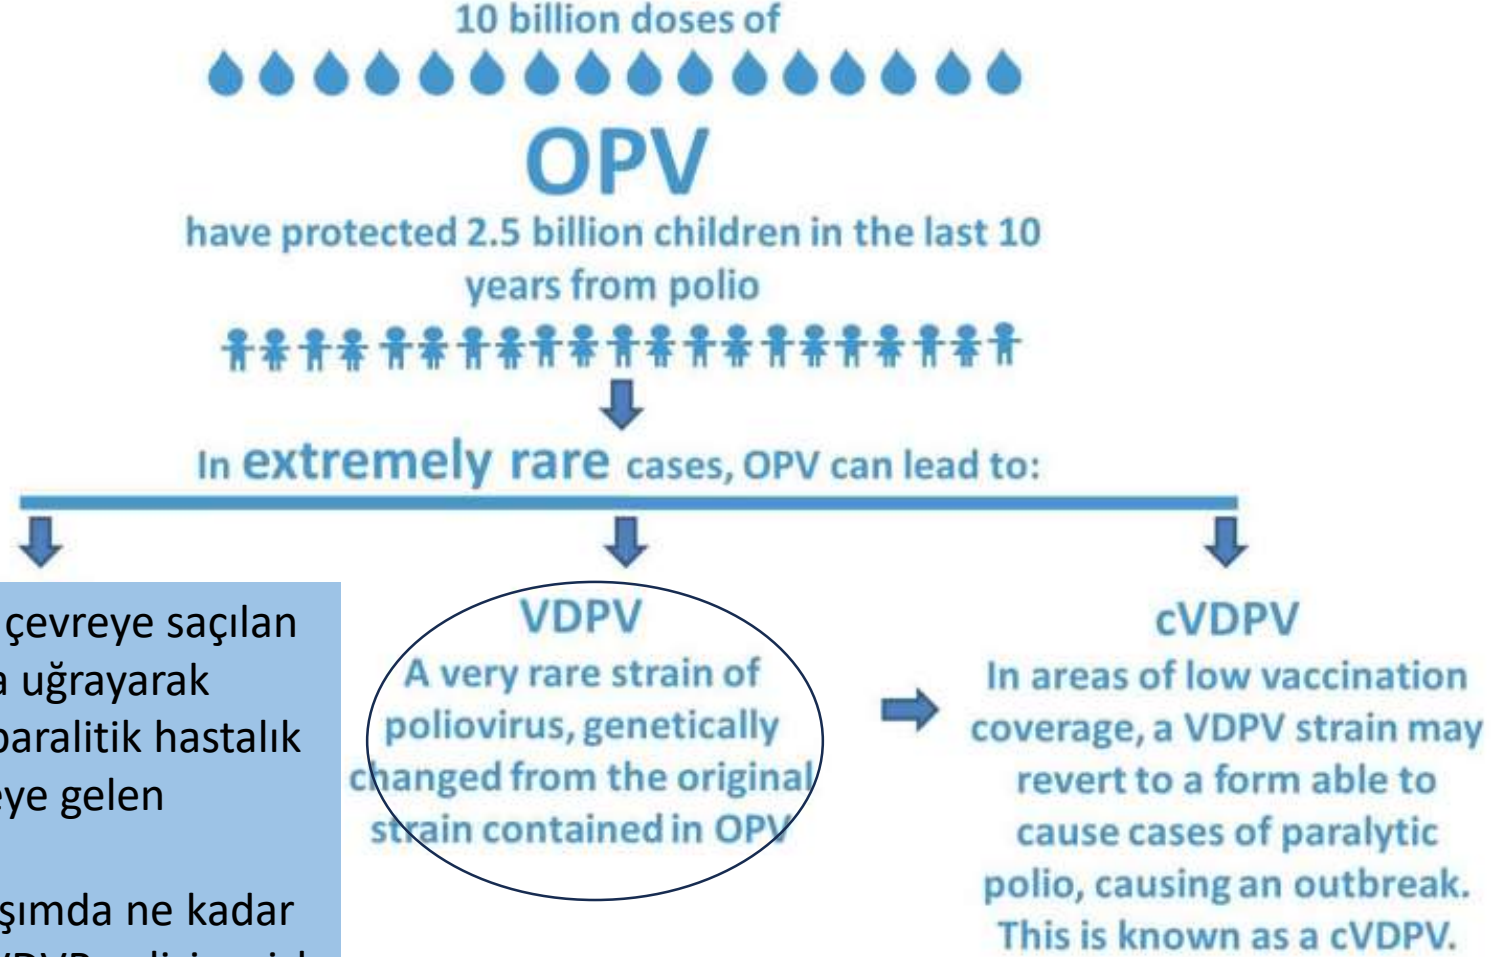 10 billion doses of
OPV
have protected 2.5 billion children in the last 10
years from polio
In extremely rare cases, OPV can lead to:
çevreye saçılan
uğrayarak
paralitik hastalık
gelen
ne kadar
VDPV
A very rare strain of
poliovirus, genetically
changed from the original
strain contained in OPV
cVDPV
In areas of low vaccination
coverage, a VDPV strain may
revert to a form able to
cause cases of paralytic
polio, causing an outbreak.
This is known as a cVDPV.